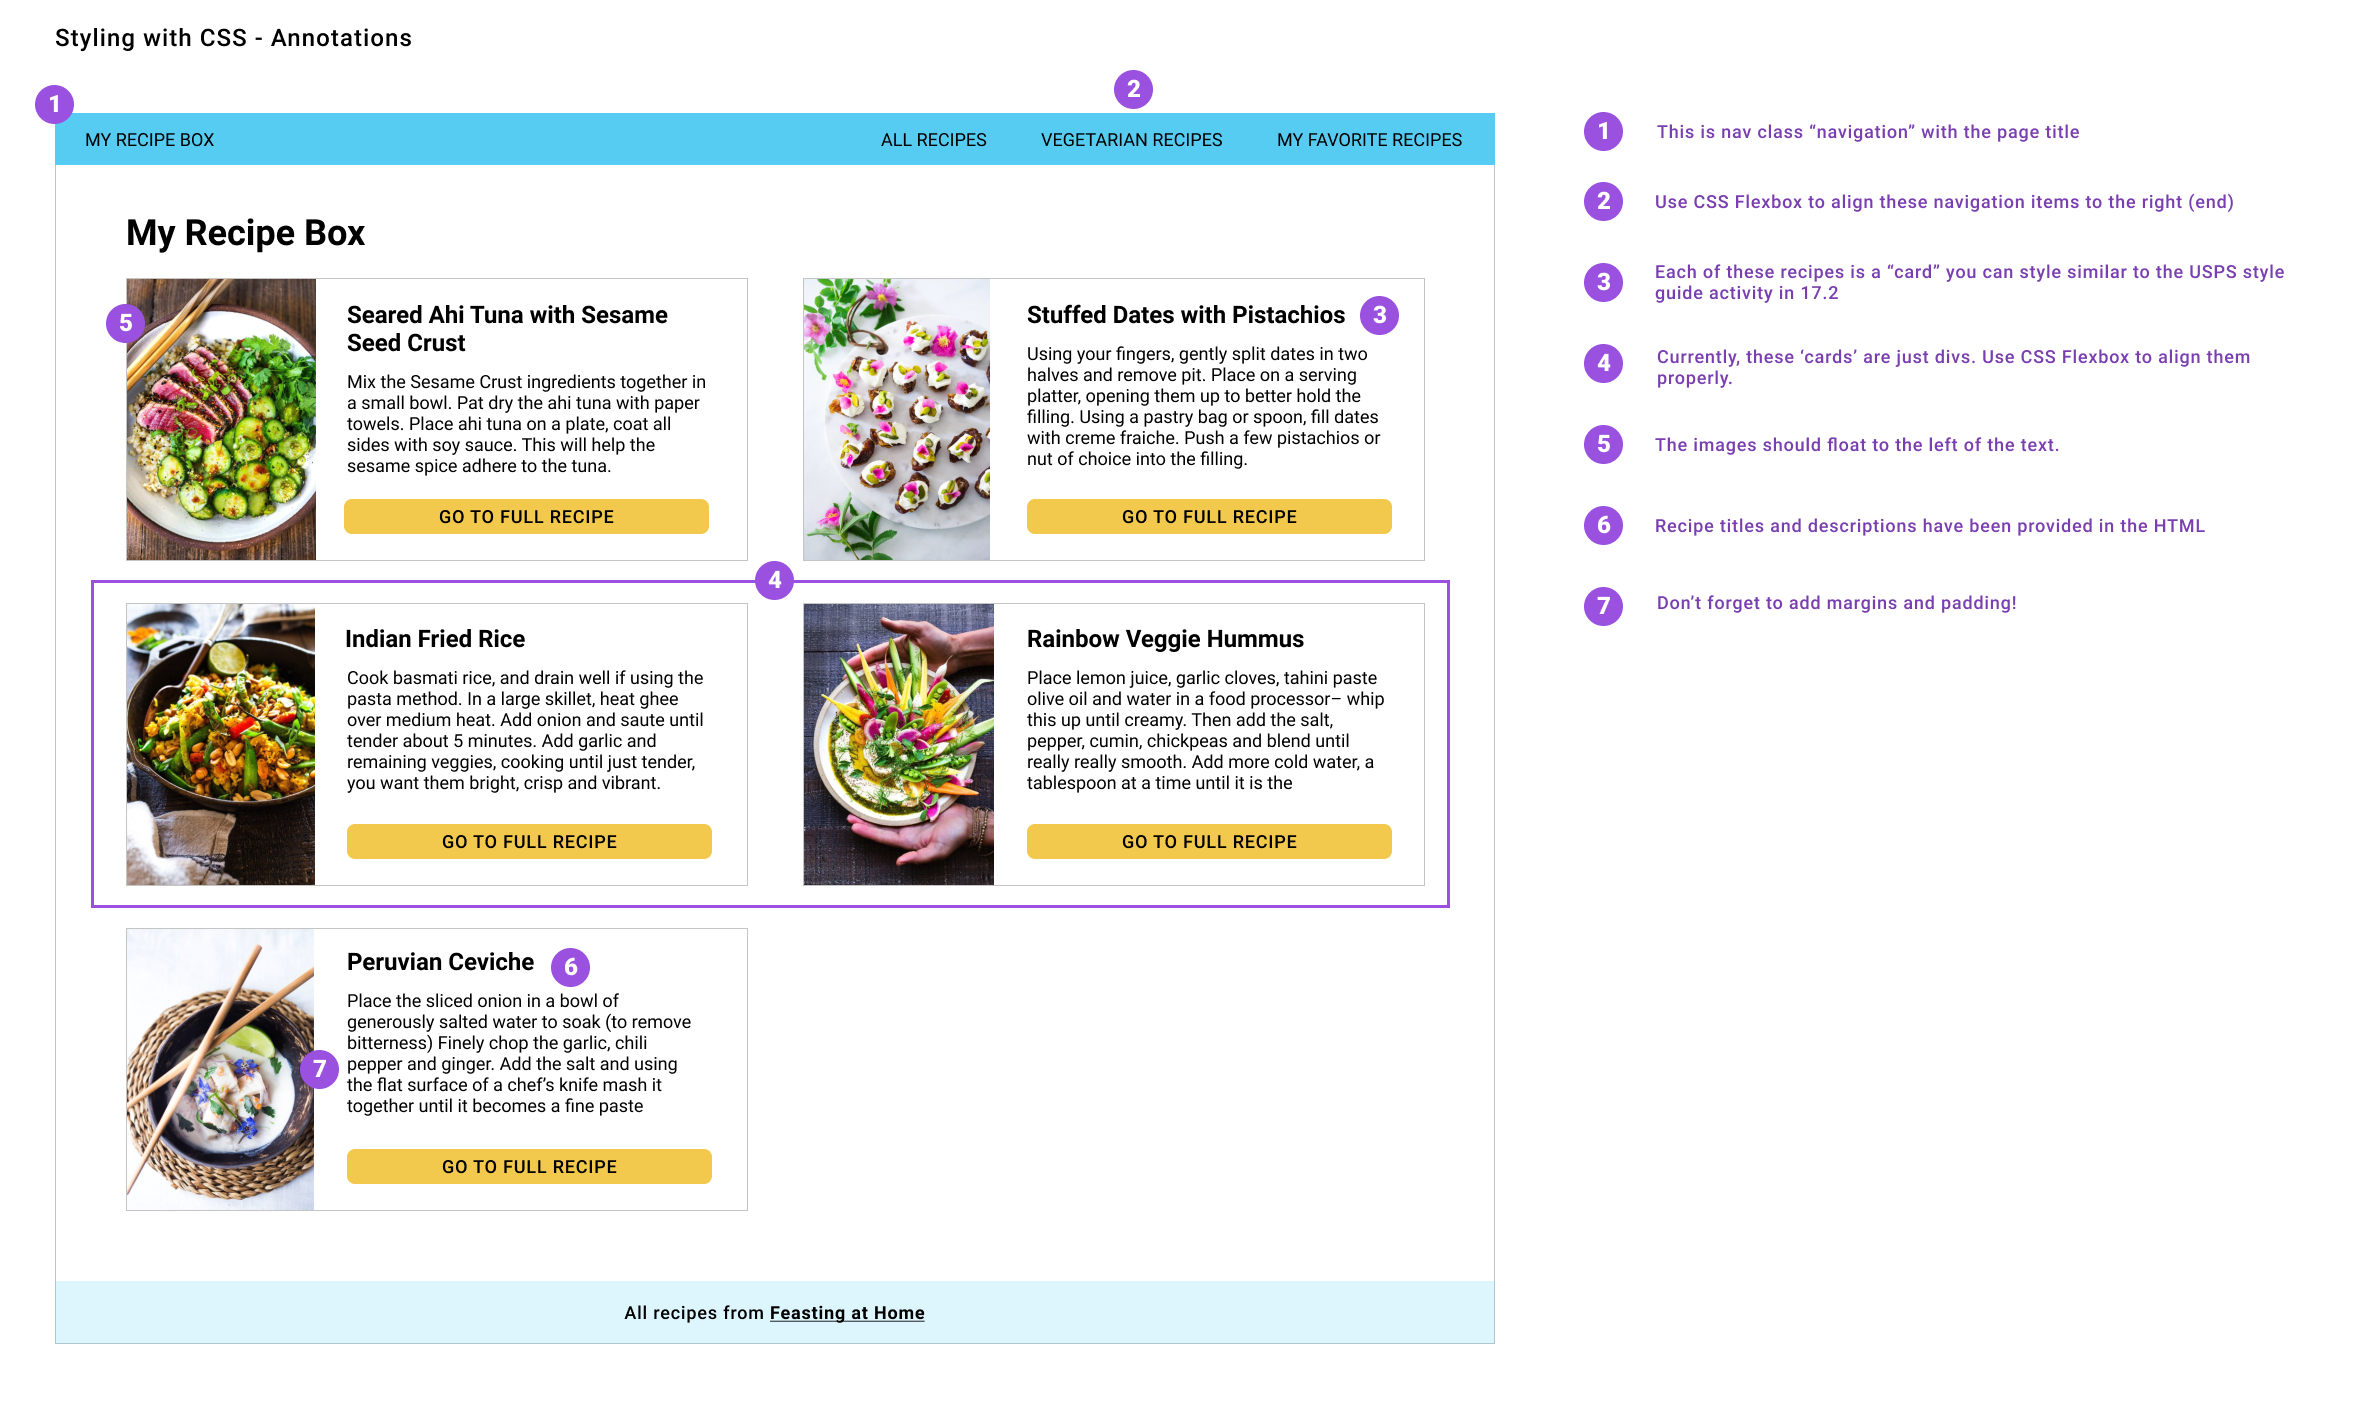 Styling with CSS - Annotations
1
2
MY RECIPE BOX
ALL RECIPES
VEGETARIAN RECIPES
MY FAVORITE RECIPES
My Recipe Box
5
Seared Ahi Tuna with Sesame
Seed Crust
Mix the Sesame Crust ingredients together in
a small bowl. Pat dry the ahi tuna with paper
towels. Place ahi tuna on a plate, coat all
sides with soy sauce. This will help the
sesame spice adhere to the tuna.
GO TO FULL RECIPE
Stuffed Dates with Pistachios
3
Using your fingers, gently split dates in two
halves and remove pit. Place on a serving
platter, opening them up to better hold the
filling. Using a pastry bag or spoon, fill dates
with creme fraiche. Push a few pistachios or
nut of choice into the filling.
GO TO FULL RECIPE
4
Indian Fried Rice
Cook basmati rice, and drain well if using the
pasta method. In a large skillet, heat ghee
over medium heat. Add onion and saute until
tender about 5 minutes. Add garlic and
remaining veggies, cooking until just tender,
you want them bright, crisp and vibrant.
GO TO FULL RECIPE
Rainbow Veggie Hummus
Place lemon juice, garlic cloves, tahini paste
olive oil and water in a food processor– whip
this up until creamy. Then add the salt,
pepper, cumin, chickpeas and blend until
really really smooth. Add more cold water, a
tablespoon at a time until it is the
GO TO FULL RECIPE
Peruvian Ceviche
6
Place the sliced onion in a bowl of
generously salted water to soak (to remove
bitterness) Finely chop the garlic, chili
pepper and ginger. Add the salt and using
the flat surface of a chef's knife mash it
together until it becomes a fine paste
7
GO TO FULL RECIPE
All recipes from Feasting at Home
1 This is nav class “navigation” with the page title
2 Use CSS Flexbox to align these navigation items to the right (end)
3 Each of these recipes is a “card” you can style similar to the USPS style
guide activity in 17.2
4 Currently, these ‘cards’ are just divs. Use CSS Flexbox to align them
properly.
5 The images should float to the left of the text.
6 Recipe titles and descriptions have been provided in the HTML
7 Don’t forget to add margins and padding!